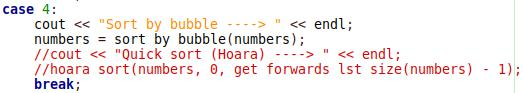 case 4:
cout << "Sort by bubble ----> " << endl;
numbers = sort by bubble(numbers);
//cout << "Quick sort (Hoara) ----> " << endl;
//hoara sort(numbers, 0, get forwards lst size(numbers) - 1);
break;